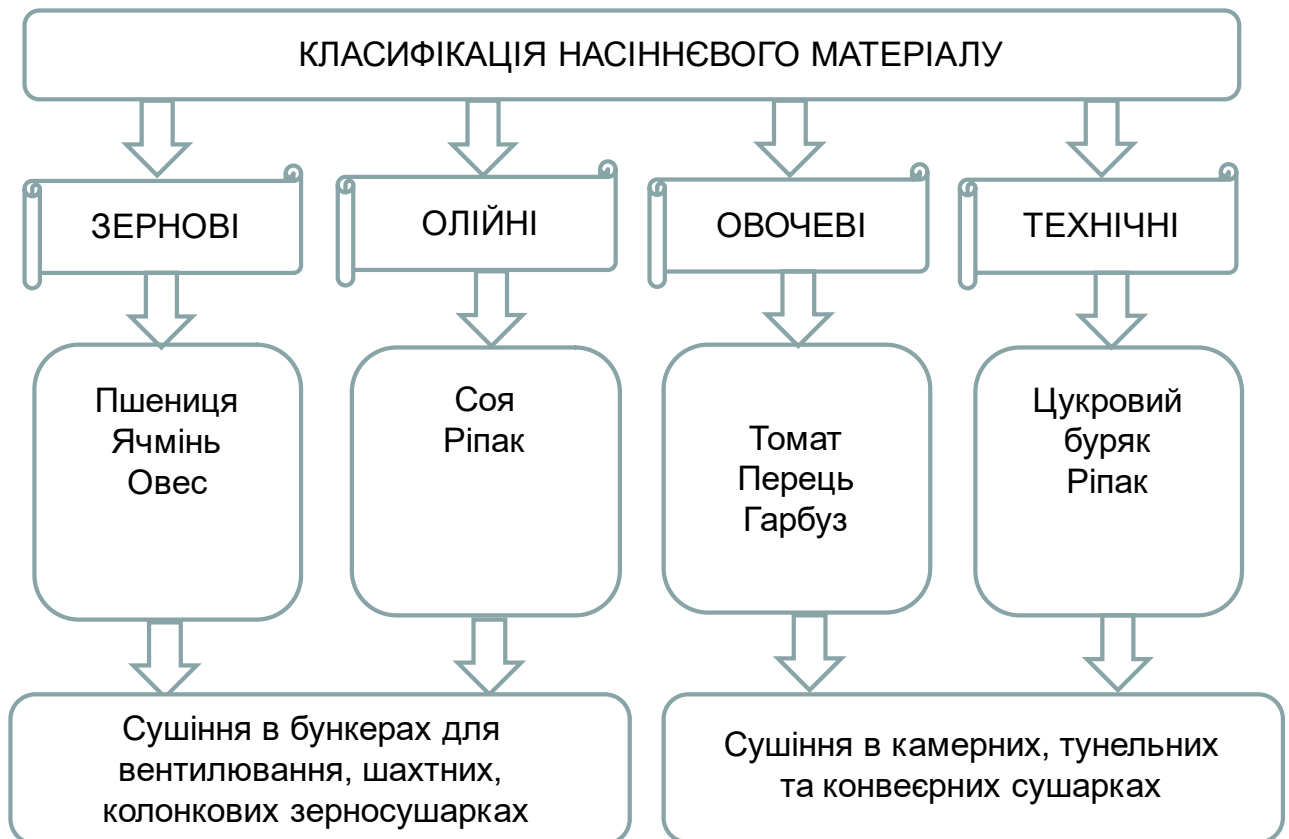 КЛАСИФІКАЦІЯ НАСІННЄВОГО МАТЕРІАЛУ
ЗЕРНОВІ
ОЛІЙНІ
ОВОЧЕВІ
ТЕХНІЧНІ
Пшениця
Ячмінь
Овес
Соя
Ріпак
Томат
Перець
Гарбуз
Цукровий
буряк
Ріпак
Сушіння в бункерах для
вентилювання, шахтних,
колонкових зерносушарках
Сушіння в камерних, тунельних
та конвеєрних сушарках